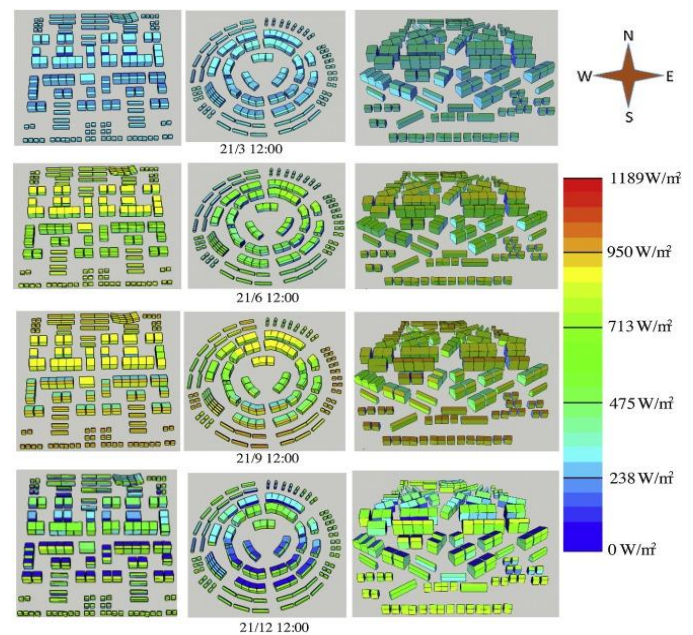 N
W E
S
21/3 12:00
1189W/m²
950 W/m²
21/6 12:00
713 W/m²
475 W/m²
21/9 12:00
238 W/m²
0 W/m²
21/12 12:00